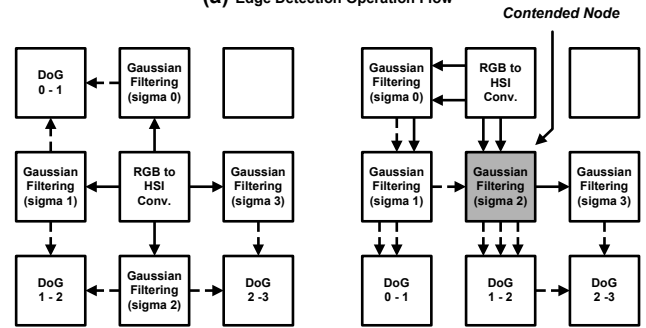 (a) Edge Detection Operation Flow
Contended Node
DoG
0 - 1
Gaussian
Filtering
(sigma 0)
Gaussian
Filtering
(sigma 1)
RGB to
HSI
Conv.
Gaussian
Filtering
(sigma 3)
DoG
1 - 2
Gaussian
Filtering
(sigma 2)
DoG
2 -3
Gaussian
Filtering
(sigma 0)
RGB to
HSI
Conv.
Gaussian
Filtering
(sigma 1)
Gaussian
Filtering
(sigma 2)
Gaussian
Filtering
(sigma 3)
DoG
0 - 1
DoG
1 - 2
DoG
2 -3